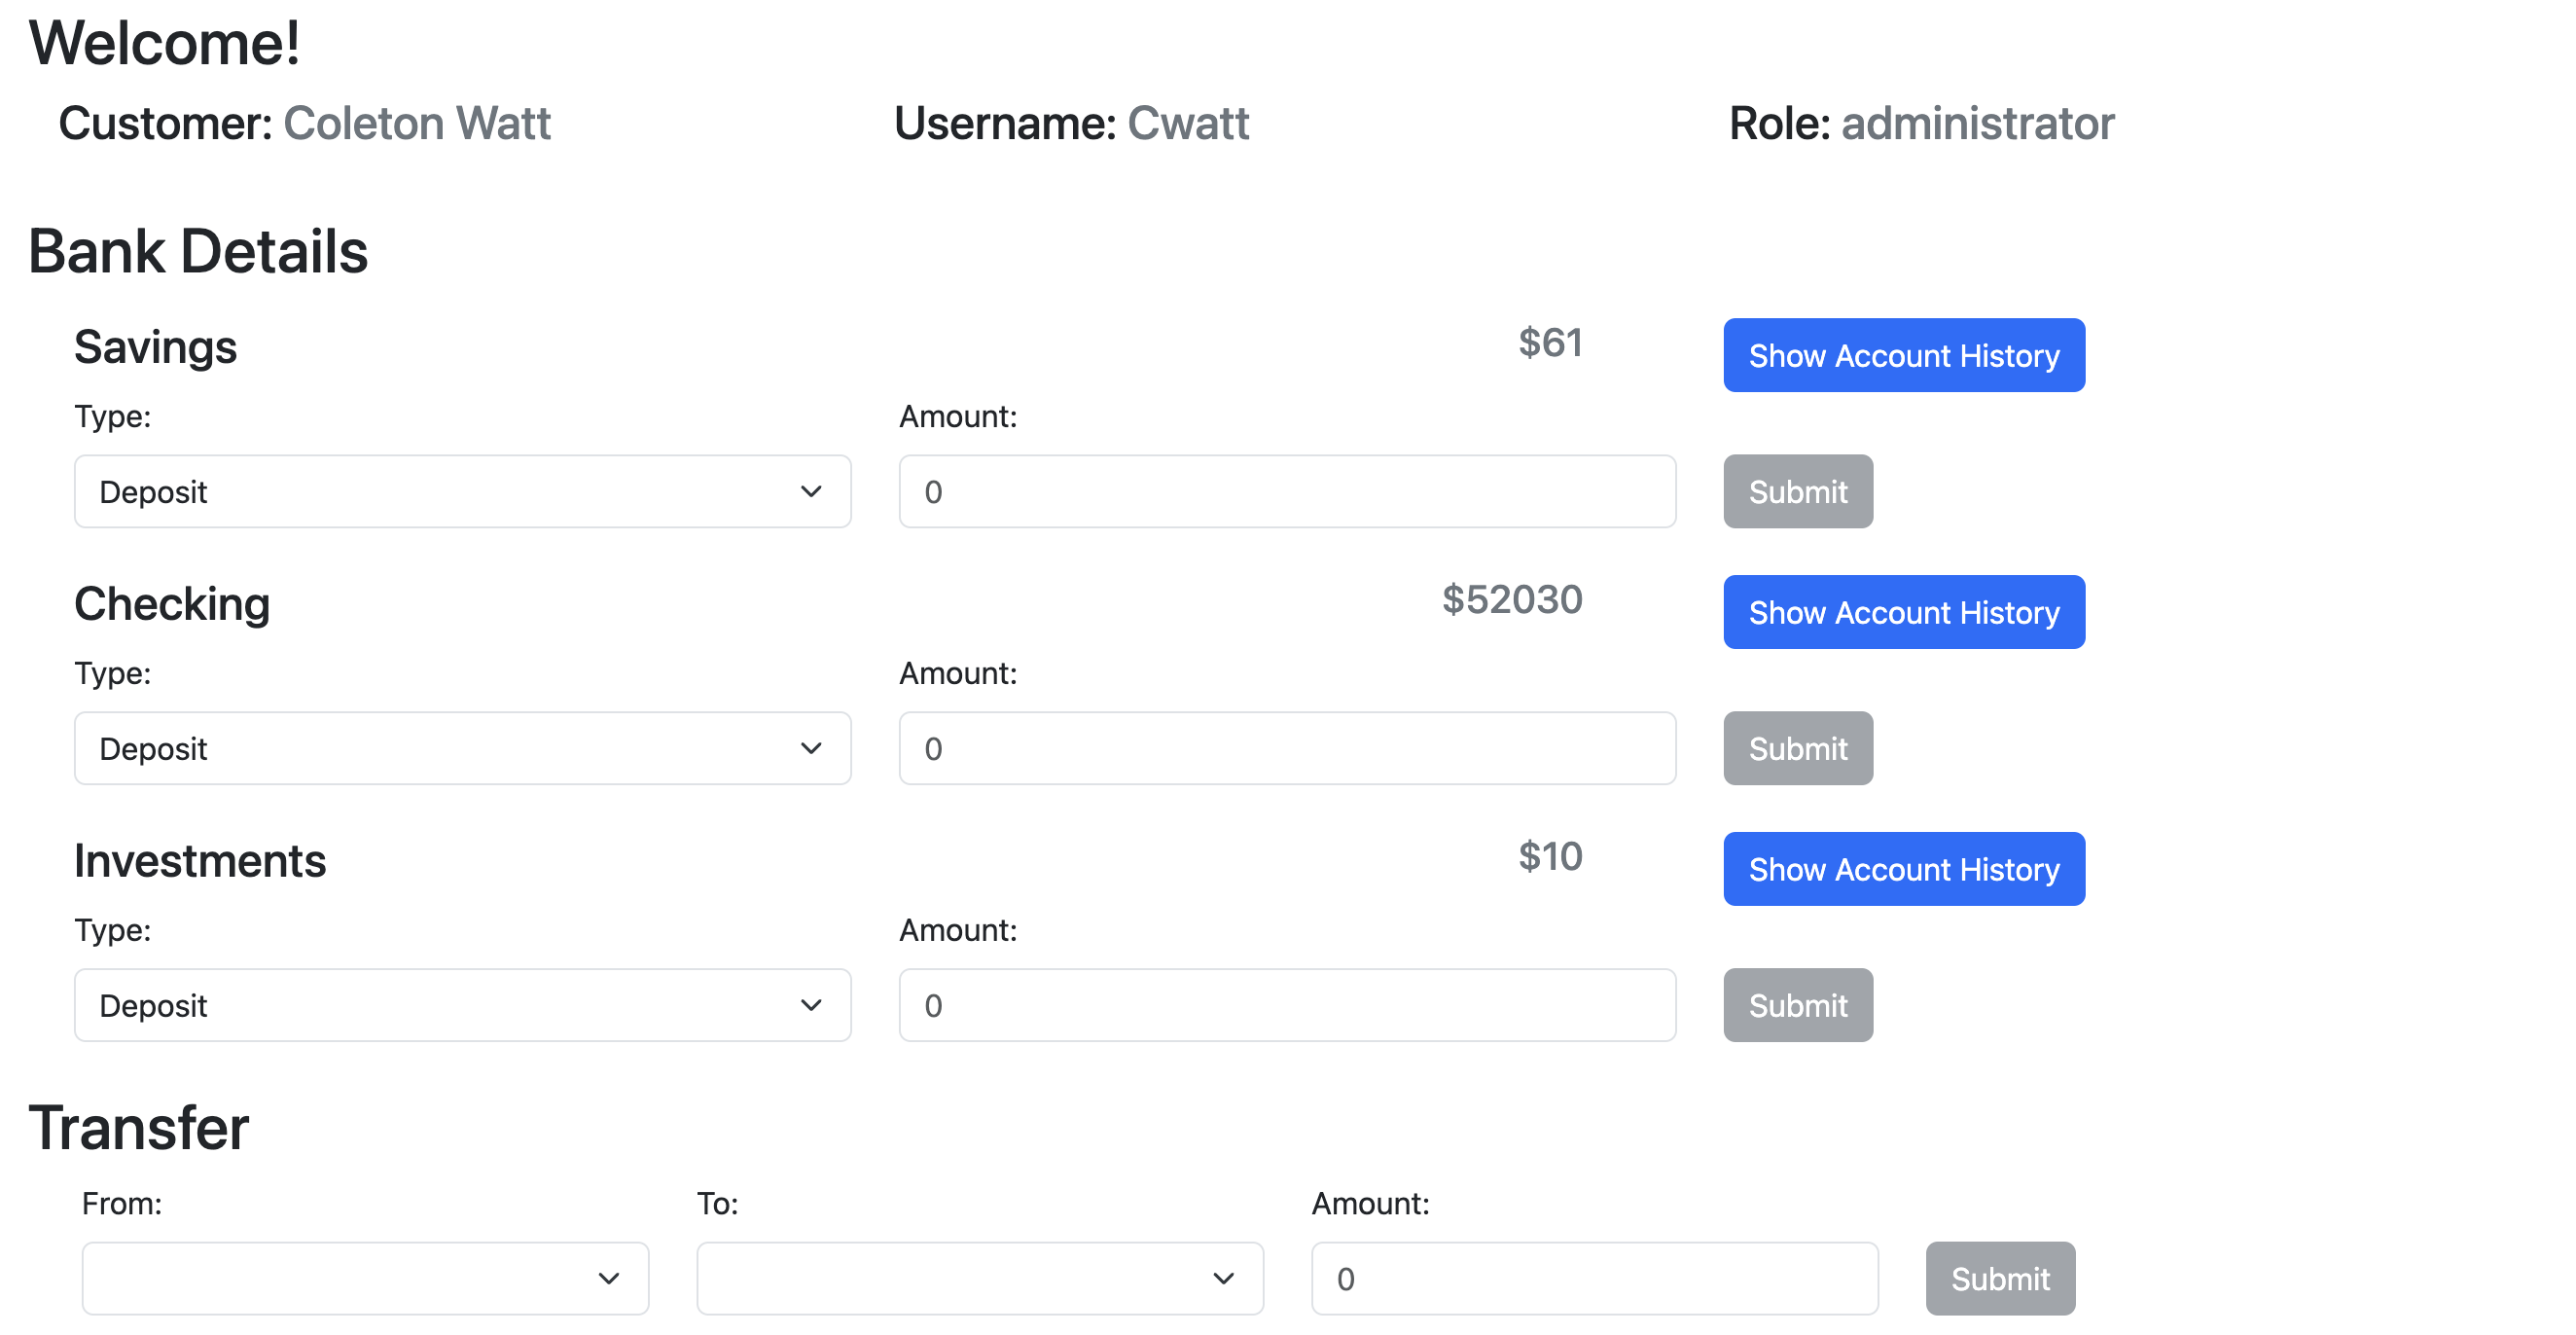 Welcome!
Customer: Coleton Watt Username: Cwatt Role: administrator
Bank Details
Savings $61 Show Account History
Type: Amount:
Deposit 0 Submit
Checking $52030 Show Account History
Type: Amount:
Deposit 0 Submit
Investments $10 Show Account History
Type: Amount:
Deposit 0 Submit
Transfer
From: To: Amount:
0 Submit